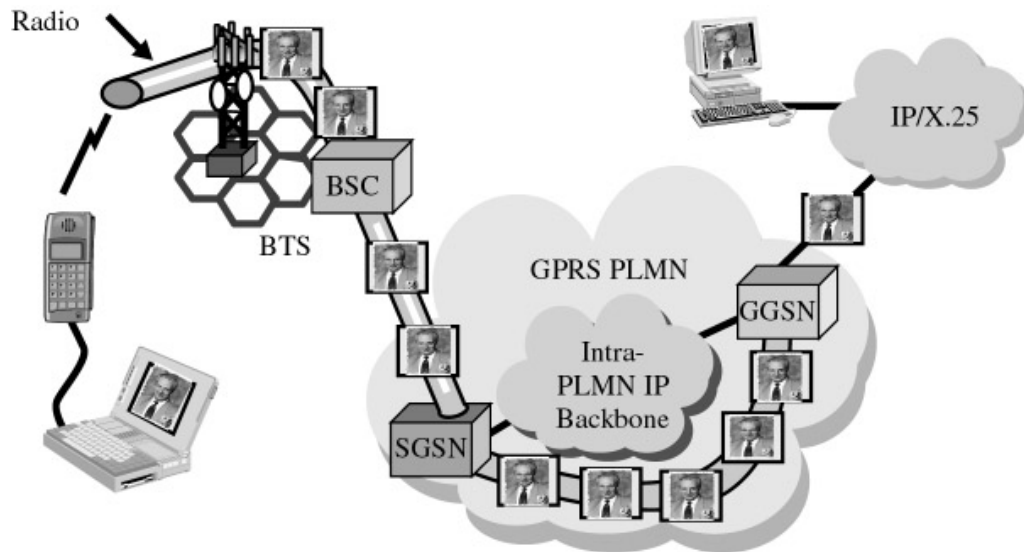 Radio
IP/X.25
BSC
BTS
GPRS PLMN
GGSN
Intra-
PLMN IP
Backbone
SGSN